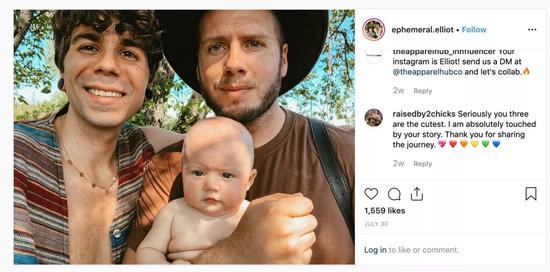 ephemeral.elliot • Follow
theapparelhub_influencer Your
instagram is Elliot! send us a DM at
@theapparelhubco and let's collab.🔥
2w Reply
raisedby2chicks Seriously you three
are the cutest. I am absolutely touched
by your story. Thank you for sharing
the journey. 💖❤️🧡💛💚💙
2w Reply
1,559 likes
JULY 30
Log in to like or comment.